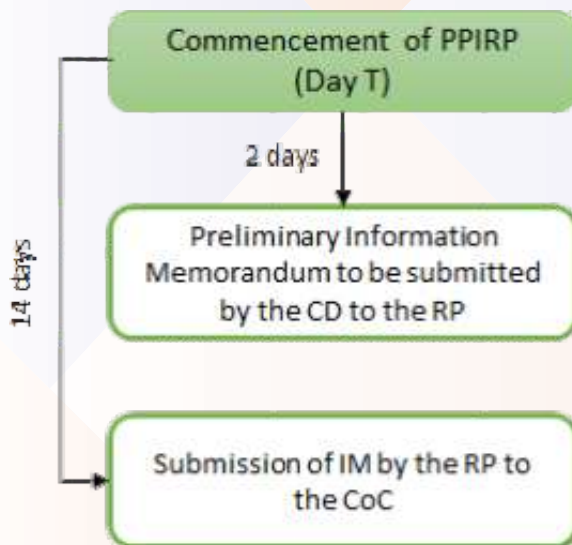 Commencement of PPIRP
(Day T)
2 days
14 days
Preliminary Information
Memorandum to be submitted
by the CD to the RP
Submission of IM by the RP to
the CoC